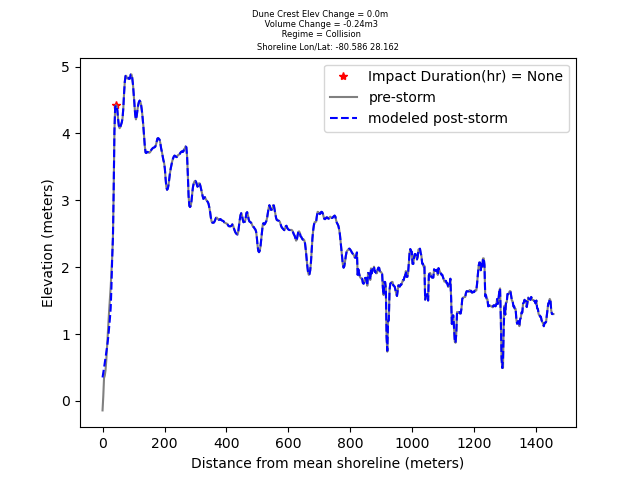 Dune Crest Elev Change = 0.0m
Volume Change = -0.24m3
Regime = Collision
Shoreline Lon/Lat: -80.586 28.162
Impact Duration(hr) = None
pre-storm
modeled post-storm
Elevation (meters)
5
4
3
2
1
0
0 200 400 600 800 1000 1200 1400
Distance from mean shoreline (meters)